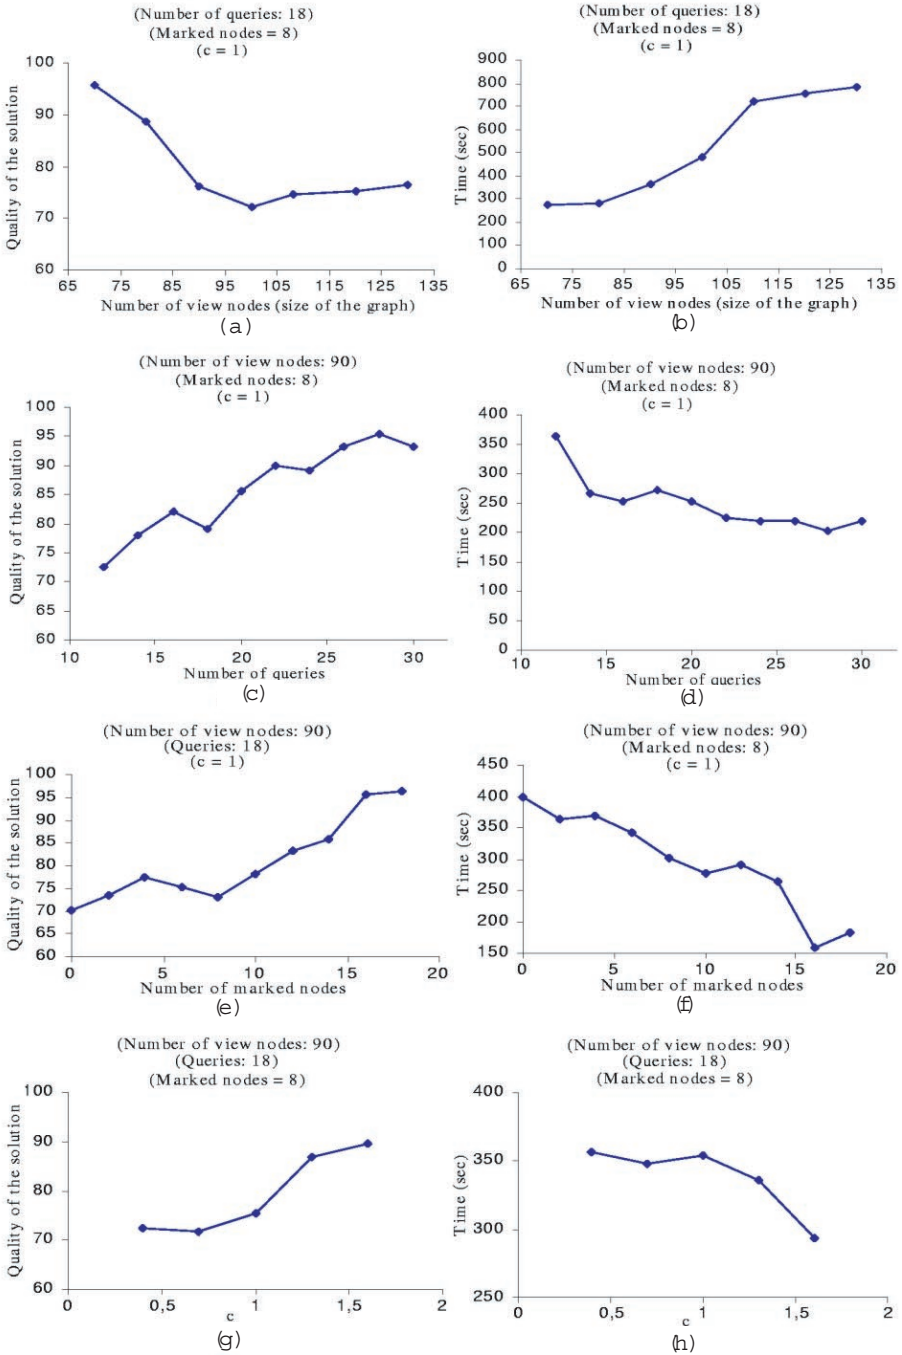 (Number of queries: 18)
(Marked nodes = 8)
(c = 1)
100
90
80
70
60
Quality of the solution
65 75 85 95 105 115 125 135
Number of view nodes (size of the graph)
(a)
(Number of queries: 18)
(Marked nodes = 8)
(c = 1)
900
800
700
600
500
400
300
200
100
0
Time (sec)
65 75 85 95 105 115 125 135
Number of view nodes (size of the graph)
(b)
(Number of view nodes: 90)
(Marked nodes: 8)
(c = 1)
100
95
90
85
80
75
70
65
60
Quality of the solution
10 15 20 25 30
Number of queries
(c)
(Number of view nodes: 90)
(Marked nodes: 8)
(c = 1)
400
350
300
250
200
150
100
50
0
Time (sec)
10 15 20 25 30
Number of queries
(d)
(Number of view nodes: 90)
(Queries: 18)
(c = 1)
100
95
90
85
80
75
70
65
60
Quality of the solution
0 5 10 15 20
Number of marked nodes
(e)
(Number of view nodes: 90)
(Marked nodes: 8)
(c = 1)
450
400
350
300
250
200
150
Time (sec)
0 5 10 15 20
Number of marked nodes
(f)
(Number of view nodes: 90)
(Queries: 18)
(Marked nodes = 8)
100
90
80
70
60
Quality of the solution
0 0,5 1 1,5 2
c
(g)
(Number of view nodes: 90)
(Queries: 18)
(Marked nodes = 8)
400
350
300
250
Time (sec)
0 0,5 1 1,5 2
c
(h)